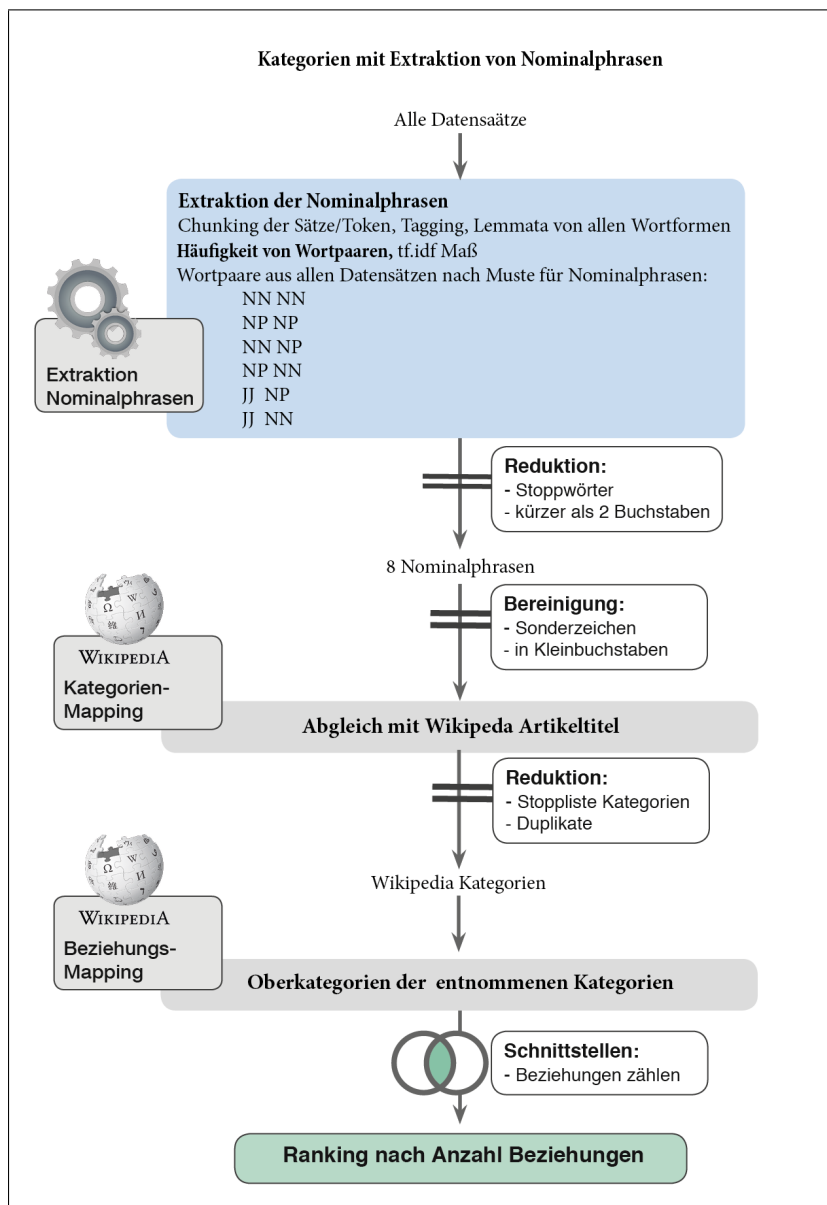 Kategorien mit Extraktion von Nominalphrasen
Alle Datensaätze
Extraktion der Nominalphrasen
Chunking der Sätze/Token, Tagging, Lemmata von allen Wortformen
Häufigkeit von Wortpaaren, tf.idf Maß
Wortpaare aus allen Datensätzen nach Muste für Nominalphrasen:
NN NN
NP NP
NN NP
NP NN
JJ NP
JJ NN
Extraktion
Nominalphrasen
Reduktion:
- Stoppwörter
- kürzer als 2 Buchstaben
8 Nominalphrasen
Bereinigung:
- Sonderzeichen
- in Kleinbuchstaben
WIKIPEDIA
Kategorien-
Mapping
Abgleich mit Wikipeda Artikeltitel
Reduktion:
- Stoppliste Kategorien
- Duplikate
Wikipedia Kategorien
WIKIPEDIA
Beziehungs-
Mapping
Oberkategorien der entnommenen Kategorien
Schnittstellen:
- Beziehungen zählen
Ranking nach Anzahl Beziehungen